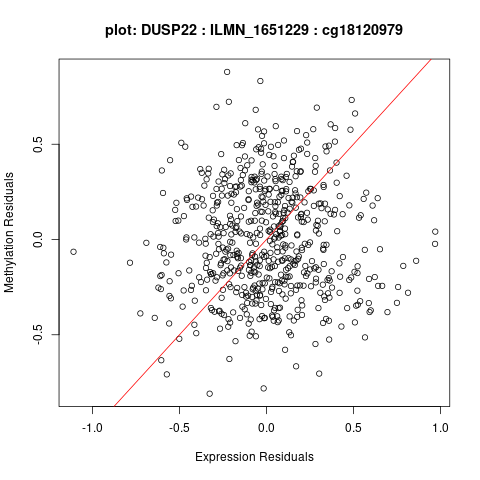 plot: DUSP22 : ILMN_1651229 : cg18120979
Methylation Residuals
0.5
0.0
-0.5
-1.0 -0.5 0.0 0.5 1.0
Expression Residuals